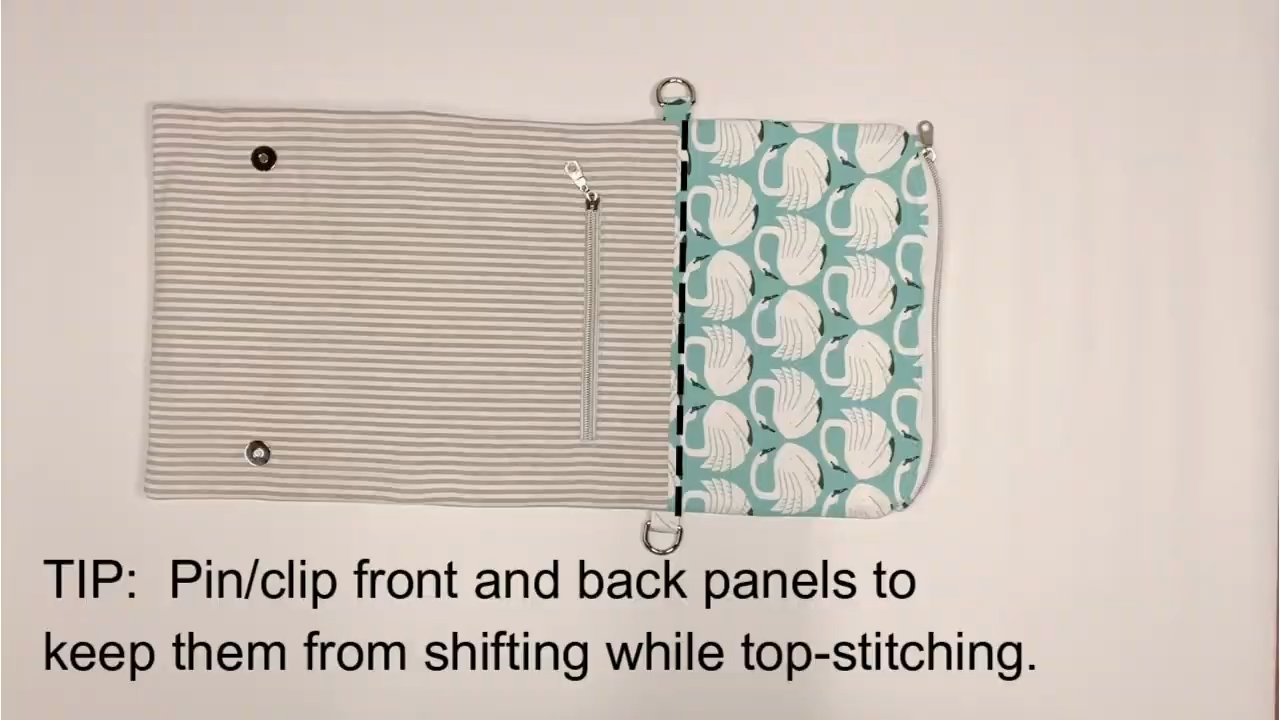 TIP:  Pin/clip front and back panels to
keep them from shifting while top-stitching.